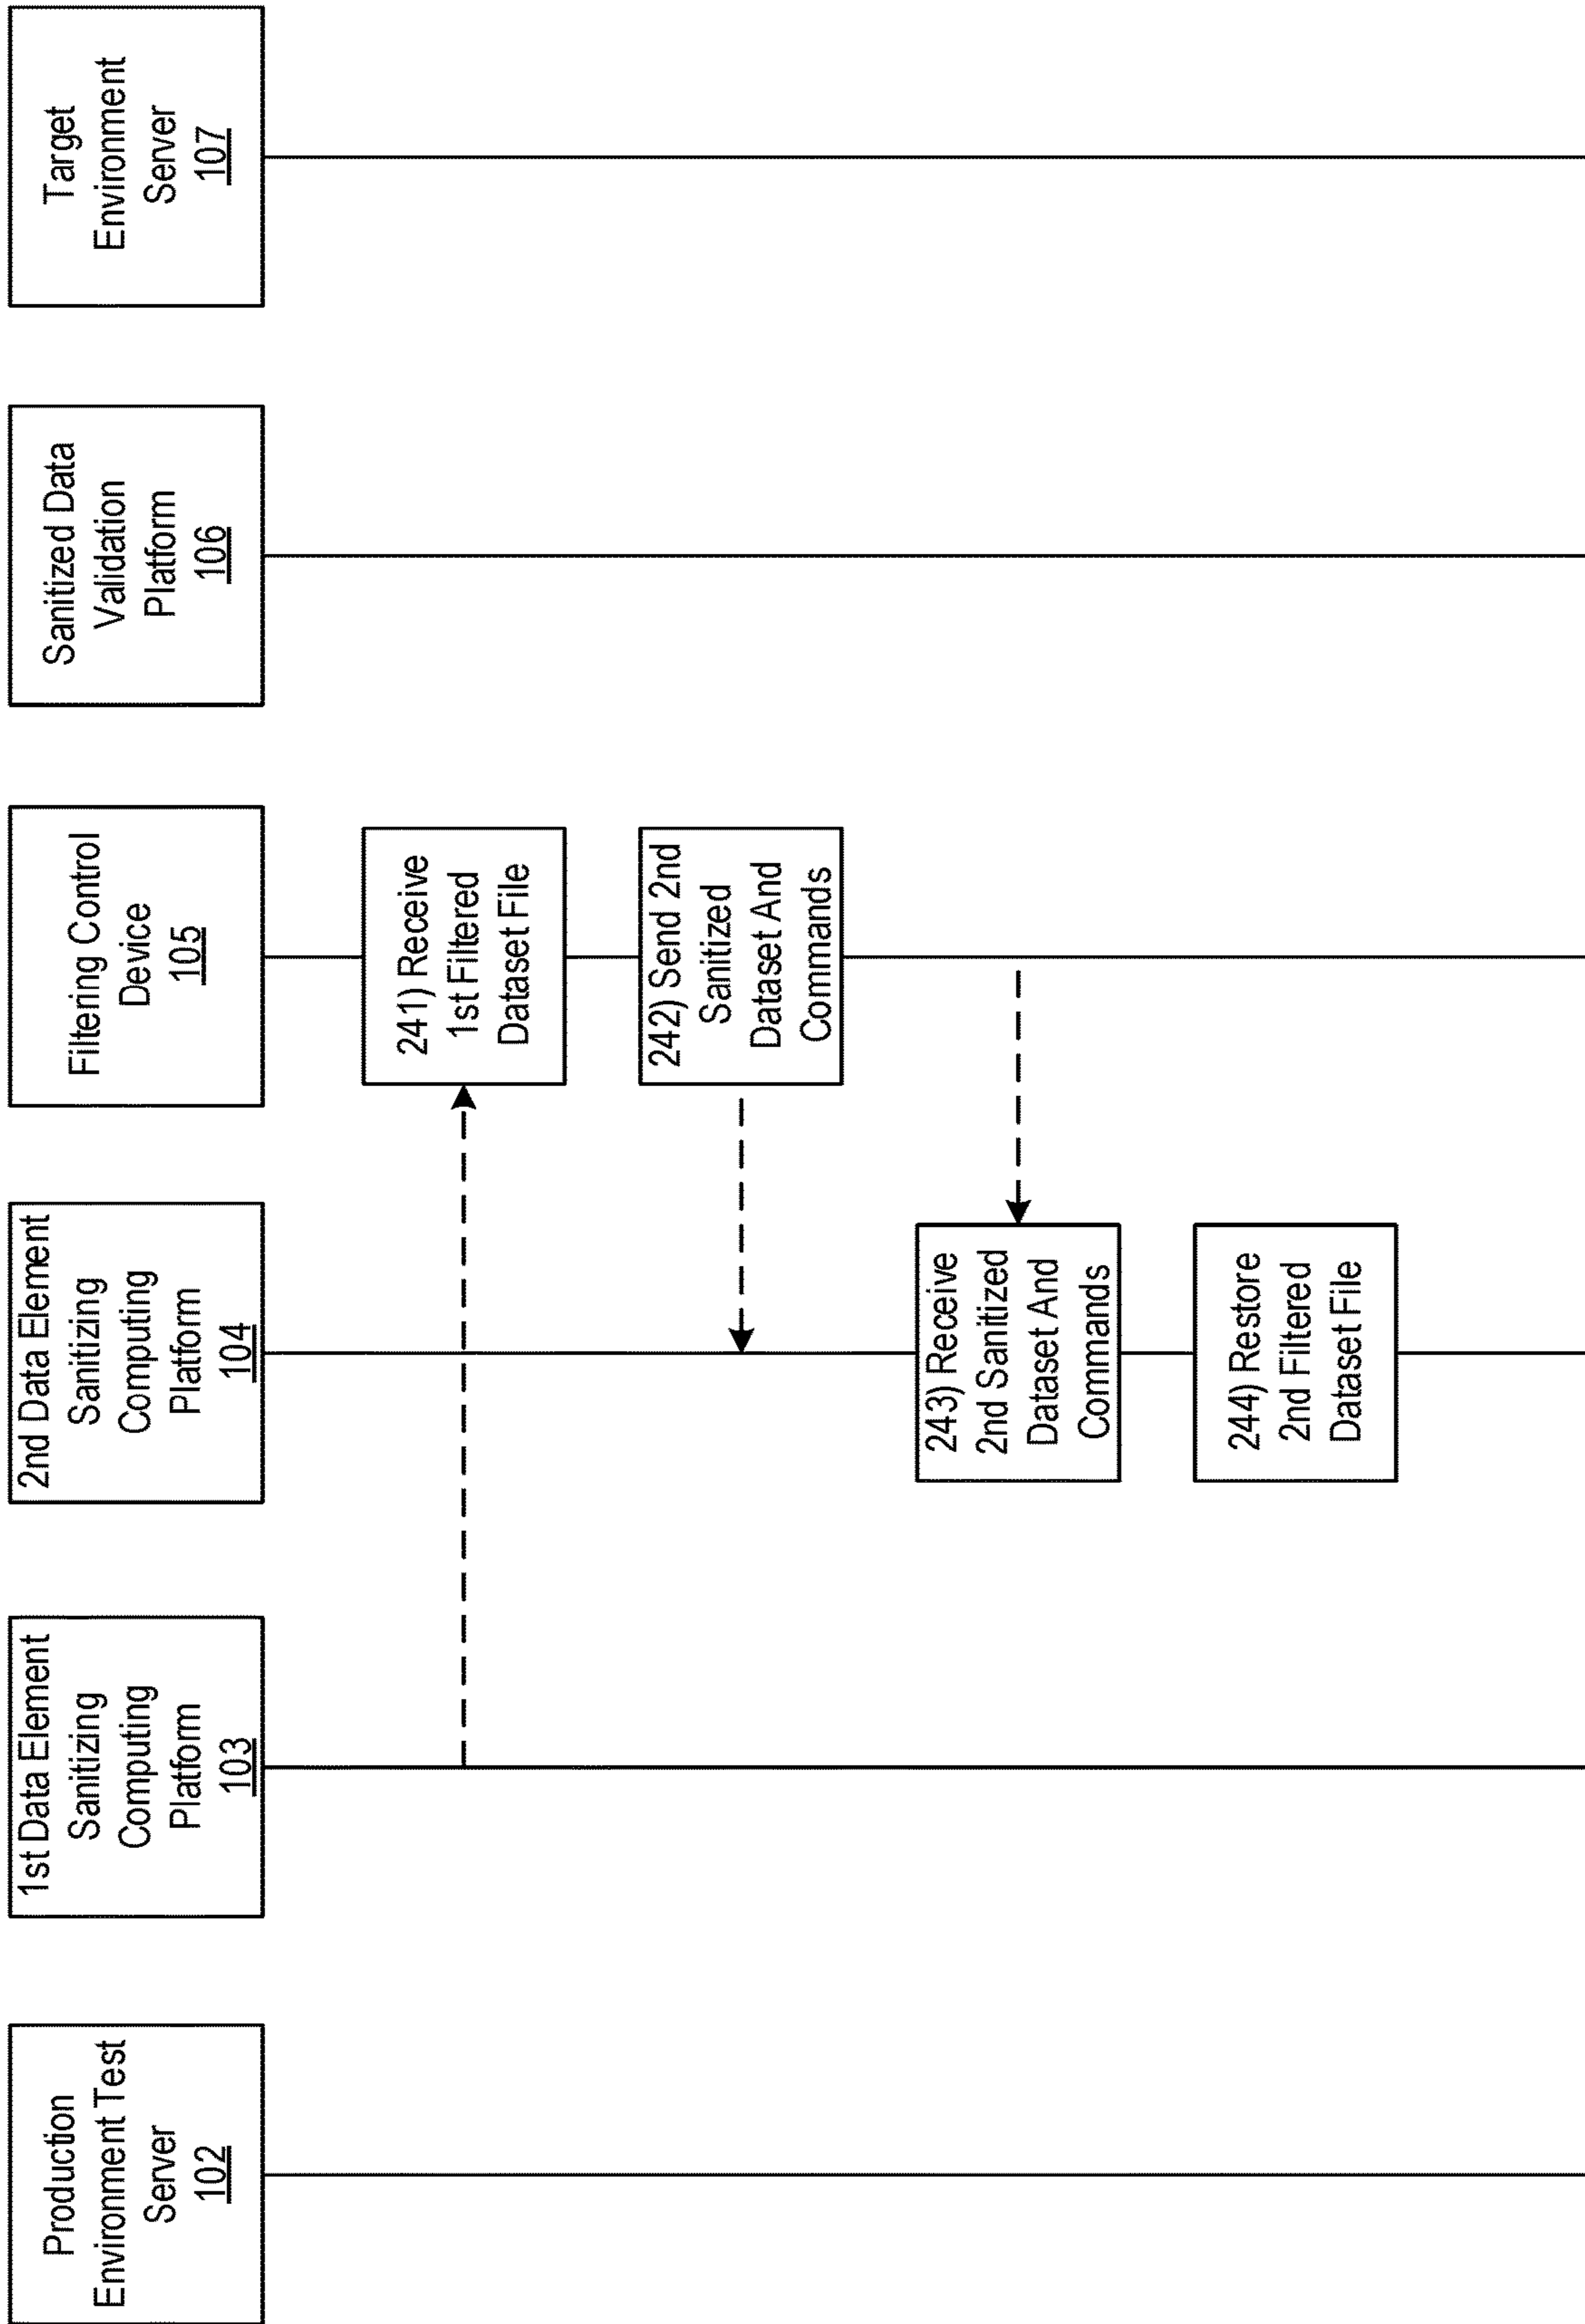 Production
Environment Test
Server
102
1st Data Element
Sanitizing
Computing
Platform
103
2nd Data Element
Sanitizing
Computing
Platform
104
Filtering Control
Device
105
Sanitized Data
Validation
Platform
106
Target
Environment
Server
107
241) Receive
1st Filtered
Dataset File
242) Send 2nd
Sanitized
Dataset And
Commands
243) Receive
2nd Sanitized
Dataset And
Commands
244) Restore
2nd Filtered
Dataset File